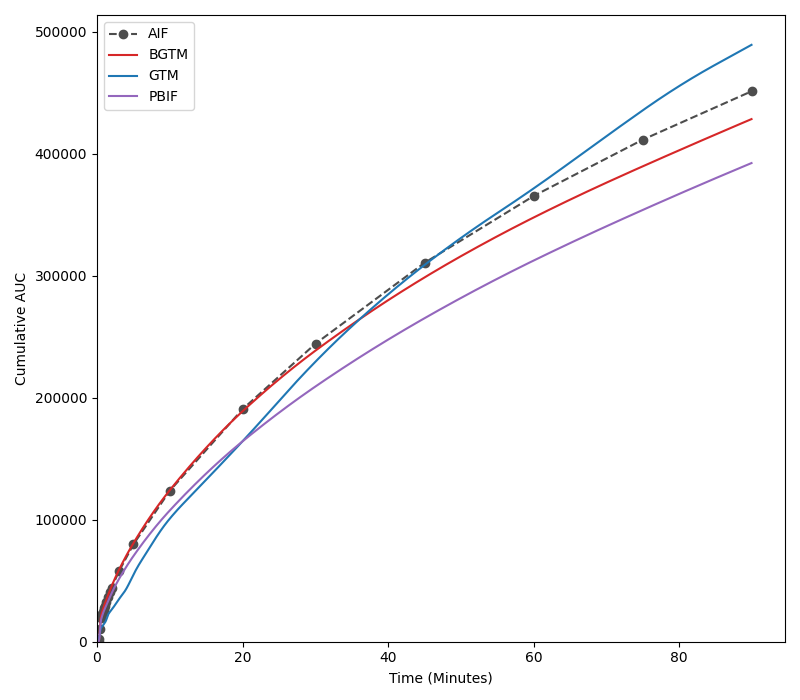 AIF
BGTM
GTM
PBIF
500000
400000
300000
200000
100000
0
Cumulative AUC
0 20 40 60 80
Time (Minutes)